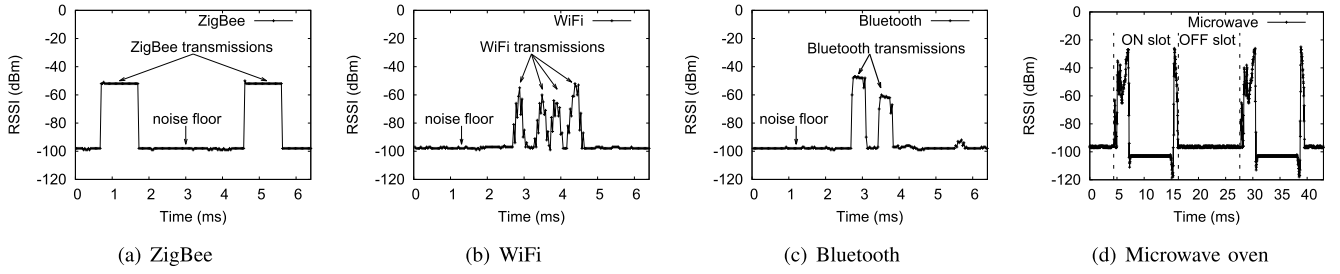 ZigBee
ZigBee transmissions
noise floor
RSSI (dBm)
0
-20
-40
-60
-80
-100
-120
0 1 2 3 4 5 6
Time (ms)
(a) ZigBee
WiFi
WiFi transmissions
noise floor
RSSI (dBm)
0
-20
-40
-60
-80
-100
-120
0 1 2 3 4 5 6
Time (ms)
(b) WiFi
Bluetooth
Bluetooth transmissions
noise floor
RSSI (dBm)
0
-20
-40
-60
-80
-100
-120
0 1 2 3 4 5 6
Time (ms)
(c) Bluetooth
Microwave
ON slot OFF slot
RSSI (dBm)
0
-20
-40
-60
-80
-100
-120
0 5 10 15 20 25 30 35 40
Time (ms)
(d) Microwave oven